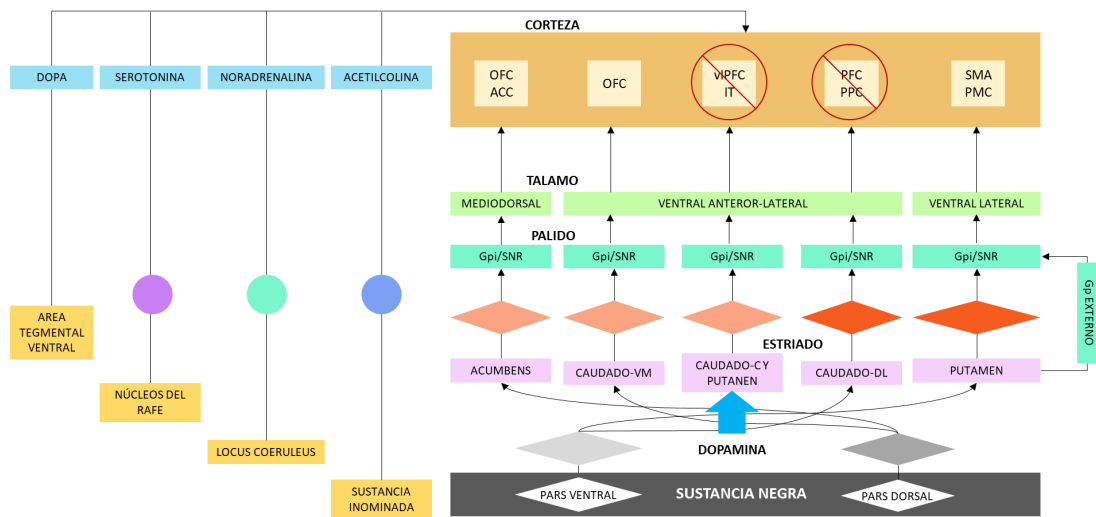 CORTEZA
DOPA
SEROTONINA
NORADRENALINA
ACETILCOLINA
OFC
ACC
OFC
vlPFC
IT
PFC
PPC
SMA
PMC
TALAMO
MEDIODORSAL
VENTRAL ANTEROR-LATERAL
VENTRAL LATERAL
PALIDO
Gpi/SNR
Gpi/SNR
Gpi/SNR
Gpi/SNR
Gpi/SNR
Gp EXTERNO
AREA
TEGMENTAL
VENTRAL
ESTRIADO
ACUMBENS
CAUDADO-VM
CAUDADO-C Y
PUTANEN
CAUDADO-DL
PUTAMEN
NÚCLEOS DEL
RAFE
LOCUS COERULEUS
DOPAMINA
SUSTANCIA
INOMINADA
PARS VENTRAL
SUSTANCIA NEGRA
PARS DORSAL